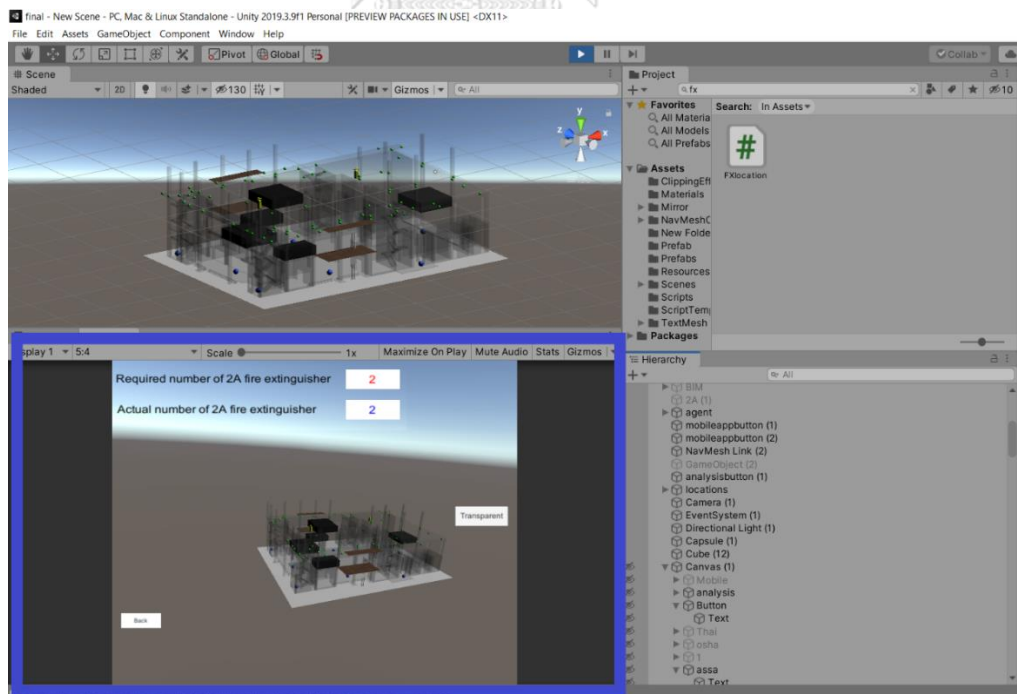 final - New Scene - PC, Mac & Linux Standalone - Unity 2019.3.9f1 Personal [PREVIEW PACKAGES IN USE] <DX11>
File Edit Assets GameObject Component Window Help
Pivot Global Collab
Scene
Shaded 2D 130 Gizmos All
y
z x
Project
fx 10
Favorites
All Materia
All Models
All Prefabs
Assets
ClippingEff
Materials
Mirror
NavMeshC
New Folde
Prefab
Prefabs
Resources
Scenes
Scripts
ScriptTem
TextMesh
Packages
Search: In Assets
#
FXlocation
splay 1 5:4 Scale 1x Maximize On Play Mute Audio Stats Gizmos
Required number of 2A fire extinguisher 2
Actual number of 2A fire extinguisher 2
Transparent
Back
Hierarchy
All
BIM
2A (1)
agent
mobileappbutton (1)
mobileappbutton (2)
NavMesh Link (2)
GameObject (2)
analysisbutton (1)
locations
Camera (1)
EventSystem (1)
Directional Light (1)
Capsule (1)
Cube (12)
Canvas (1)
Mobile
analysis
Button
Text
Thai
osha
1
assa
Text